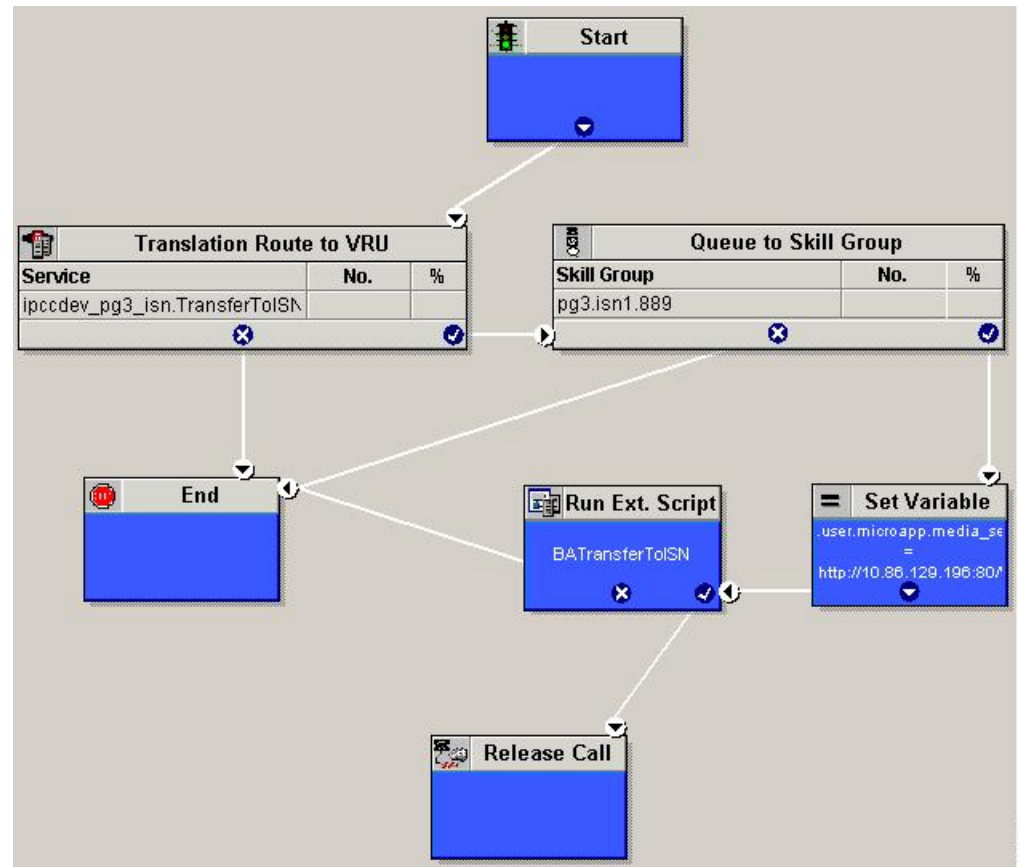 Start
Translation Route to VRU
Service No. %
ipccdev_pg3_isn.TransferToISN
Queue to Skill Group
Skill Group No. %
pg3.isn1.889
End
Run Ext. Script
BATransferToISN
Set Variable
.user.microapp.media_se
=
http://10.86.129.196:80/
Release Call